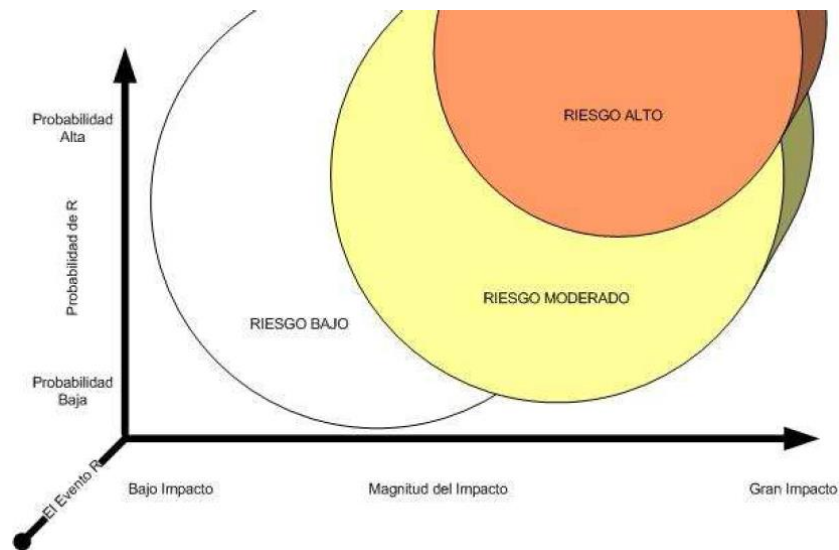 RIESGO ALTO
Probabilidad
Alta
Probabilidad de R
RIESGO MODERADO
RIESGO BAJO
Probabilidad
Baja
El Evento R
Bajo Impacto
Magnitud del Impacto
Gran Impacto